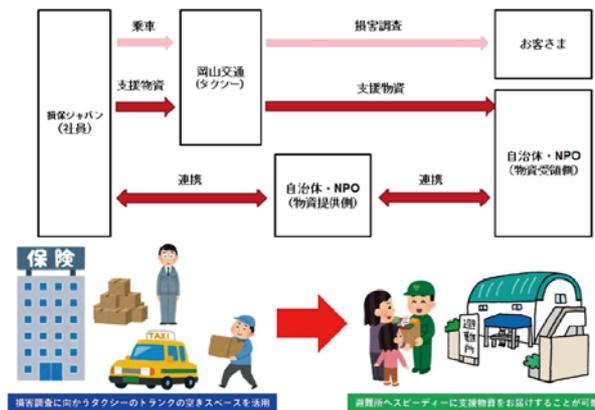 乗車
損害調査
お客さま
岡山交通
(タクシー)
支援物資
支援物資
損保ジャパン
(社員)
自治体・NPO
(物資受領側)
連携
自治体・NPO
(物資提供側)
連携
保険
TAXI
避難所
損害調査に向かうタクシーのトランクの空きスペースを活用
避難所へスピーディーに支援物資をお届けすることが可能